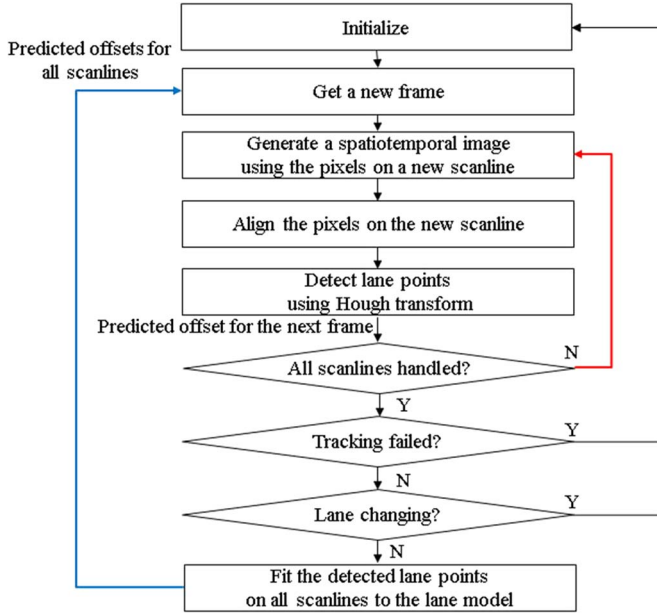 Initialize
Predicted offsets for
all scanlines
Get a new frame
Generate a spatiotemporal image
using the pixels on a new scanline
Align the pixels on the new scanline
Detect lane points
using Hough transform
Predicted offset for the next frame
N
All scanlines handled?
Y
Y
Tracking failed?
N
Y
Lane changing?
N
Fit the detected lane points
on all scanlines to the lane model